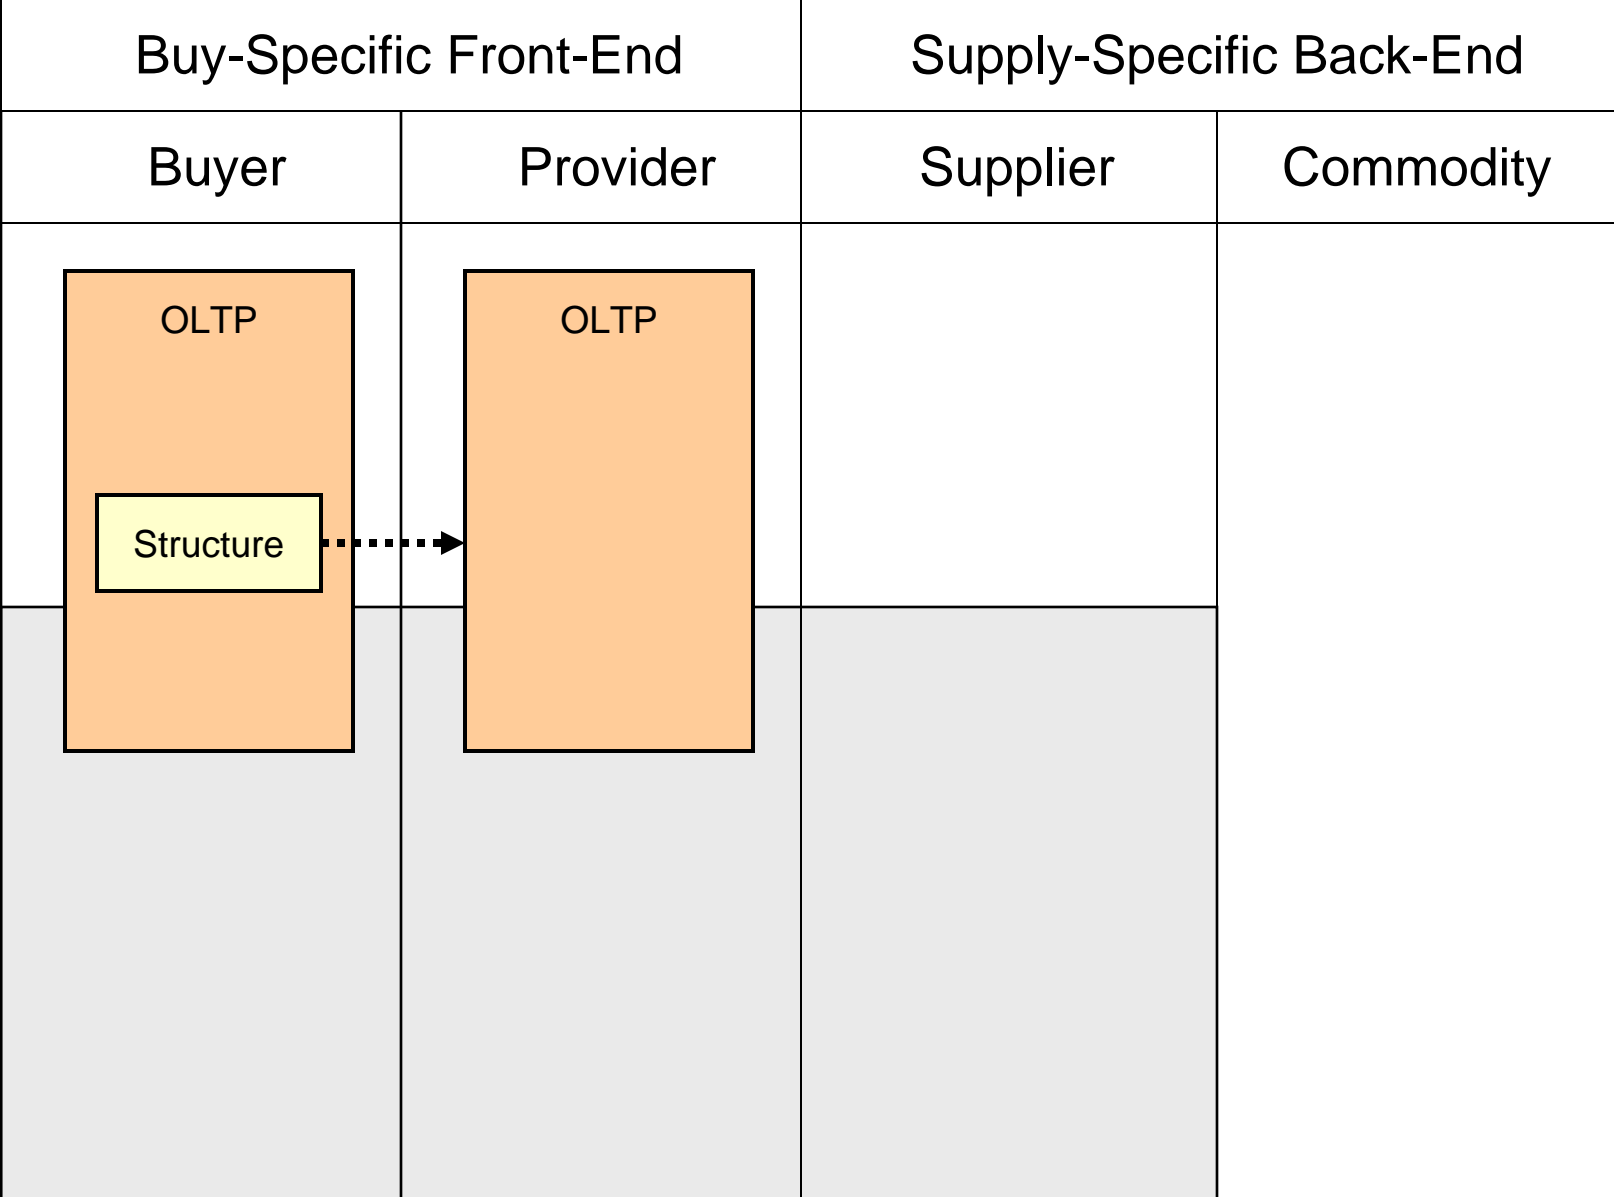 Buy-Specific Front-End
Supply-Specific Back-End
Buyer
Provider
Supplier
Commodity
OLTP
OLTP
Structure